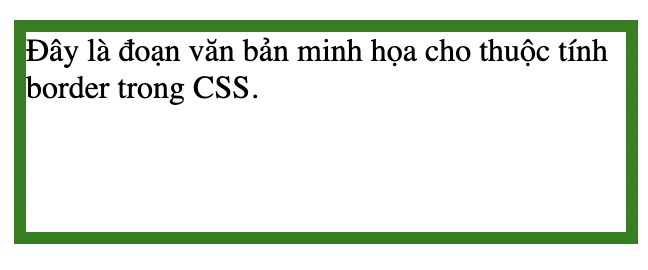 Đây là đoạn văn bản minh họa cho thuộc tính
border trong CSS.